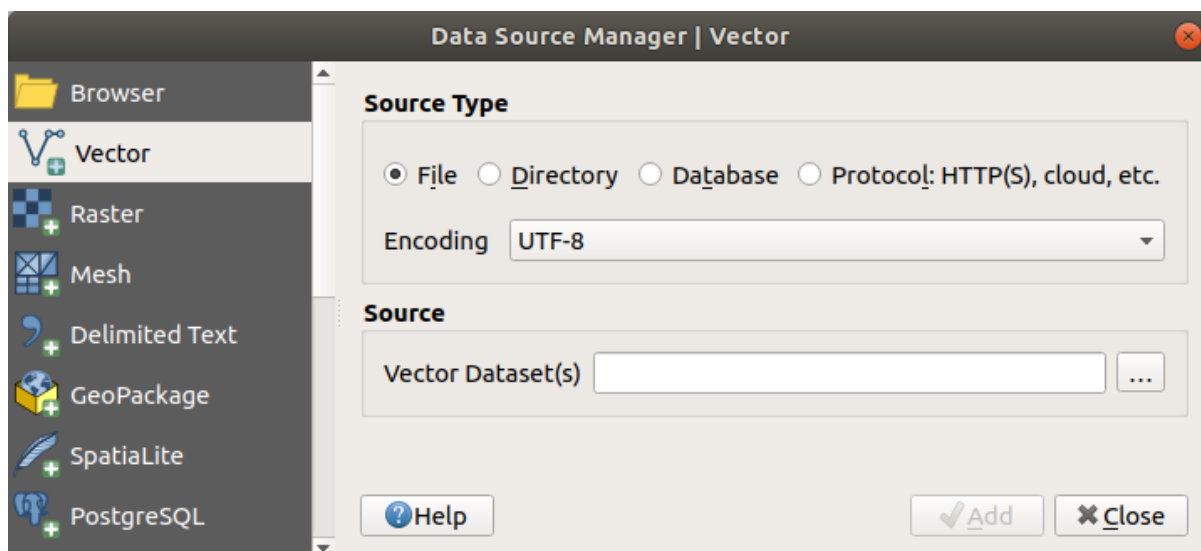 Data Source Manager | Vector
Browser
Vector
Raster
Mesh
Delimited Text
GeoPackage
SpatiaLite
PostgreSQL
Source Type
File Directory Database Protocol: HTTP(S), cloud, etc.
Encoding UTF-8
Source
Vector Dataset(s) ...
Help Add Close